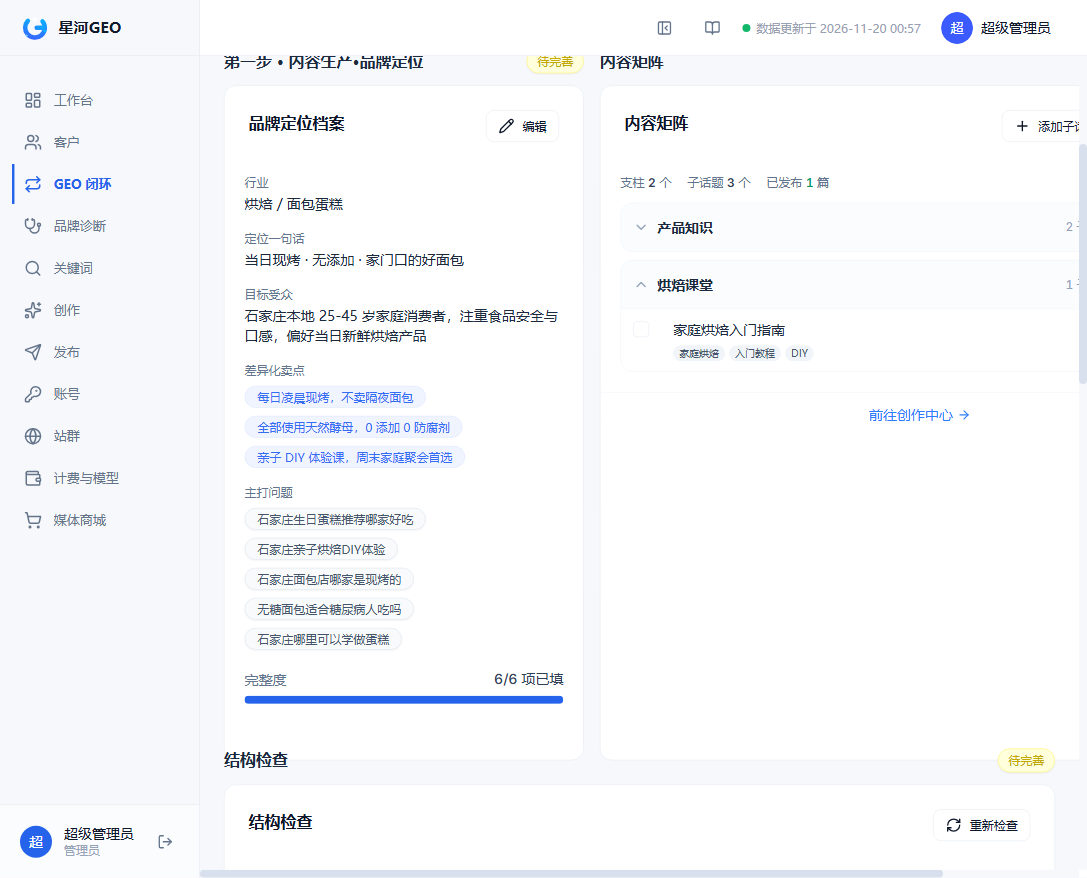 星河GEO
数据更新于 2026-11-20 00:57
超
超级管理员
工作台
客户
GEO 闭环
品牌诊断
关键词
创作
发布
账号
站群
计费与模型
媒体商城
超
超级管理员
管理员
第一步 • 内容生产•品牌定位
待完善
品牌定位档案
编辑
行业
烘焙 / 面包蛋糕
定位一句话
当日现烤 · 无添加 · 家门口的好面包
目标受众
石家庄本地 25-45 岁家庭消费者，注重食品安全与
口感，偏好当日新鲜烘焙产品
差异化卖点
每日凌晨现烤，不卖隔夜面包
全部使用天然酵母，0 添加 0 防腐剂
亲子 DIY 体验课，周末家庭聚会首选
主打问题
石家庄生日蛋糕推荐哪家好吃
石家庄亲子烘焙DIY体验
石家庄面包店哪家是现烤的
无糖面包适合糖尿病人吃吗
石家庄哪里可以学做蛋糕
完整度
6/6 项已填
内容矩阵
内容矩阵
添加子
支柱 2 个 子话题 3 个 已发布 1 篇
产品知识
2
烘焙课堂
1
家庭烘焙入门指南
家庭烘焙 入门教程 DIY
前往创作中心
结构检查
待完善
结构检查
重新检查